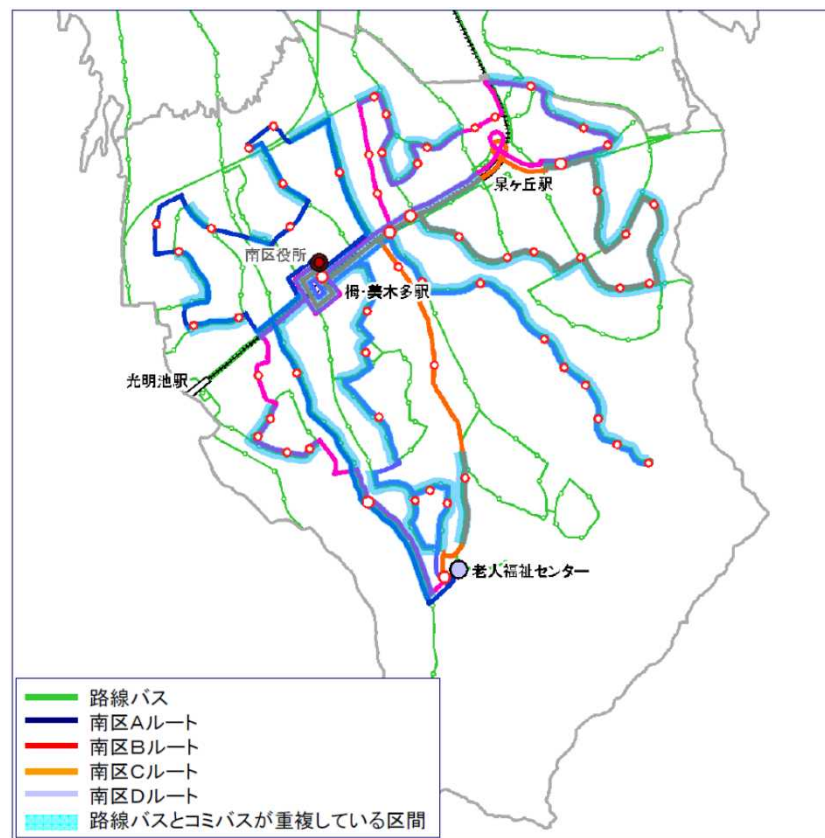 泉ヶ丘駅
南区役所
栂・美木多駅
光明池駅
老人福祉センター
路線バス
南区Aルート
南区Bルート
南区Cルート
南区Dルート
路線バスとコミバスが重複している区間